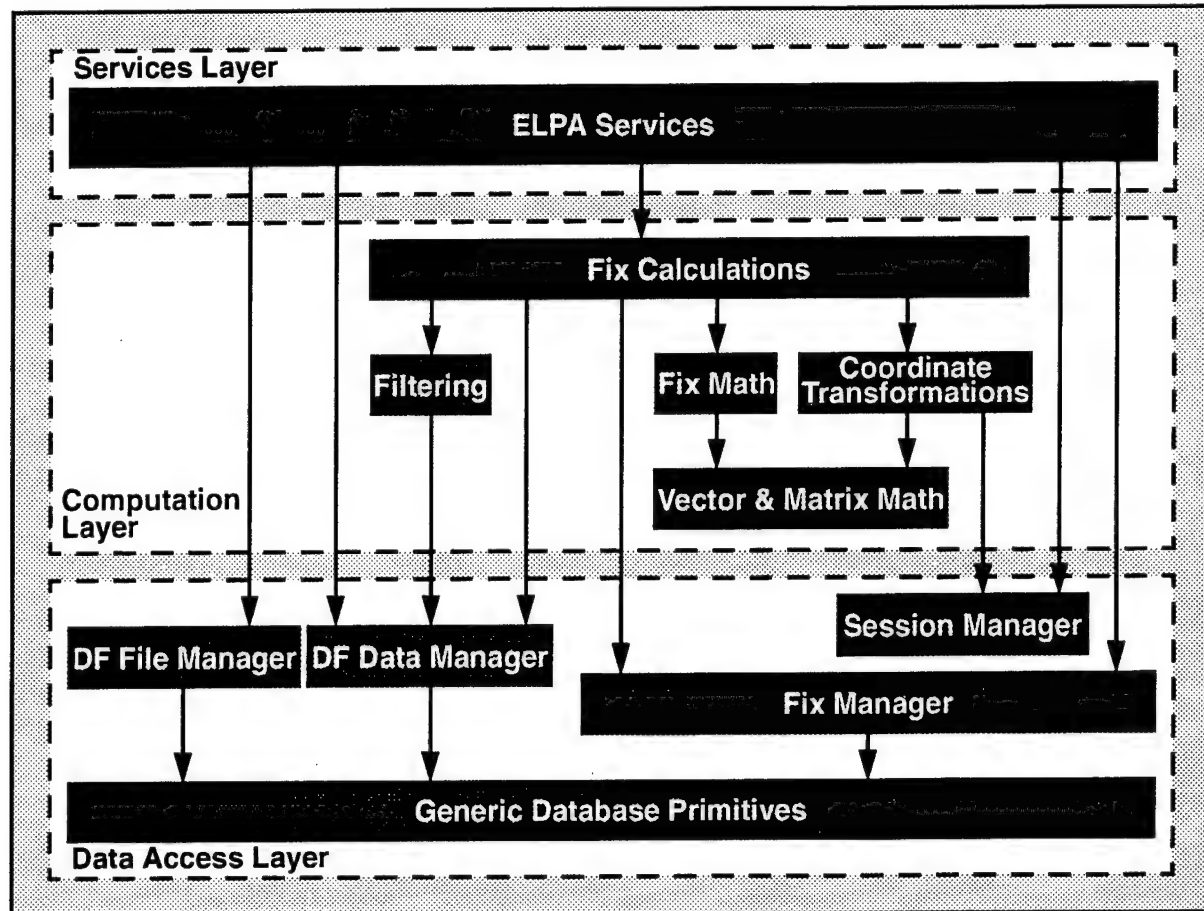 Services Layer
ELPA Services
Fix Calculations
Filtering
Fix Math
Coordinate
Transformations
Vector & Matrix Math
Computation
Layer
DF File Manager
DF Data Manager
Session Manager
Fix Manager
Generic Database Primitives
Data Access Layer